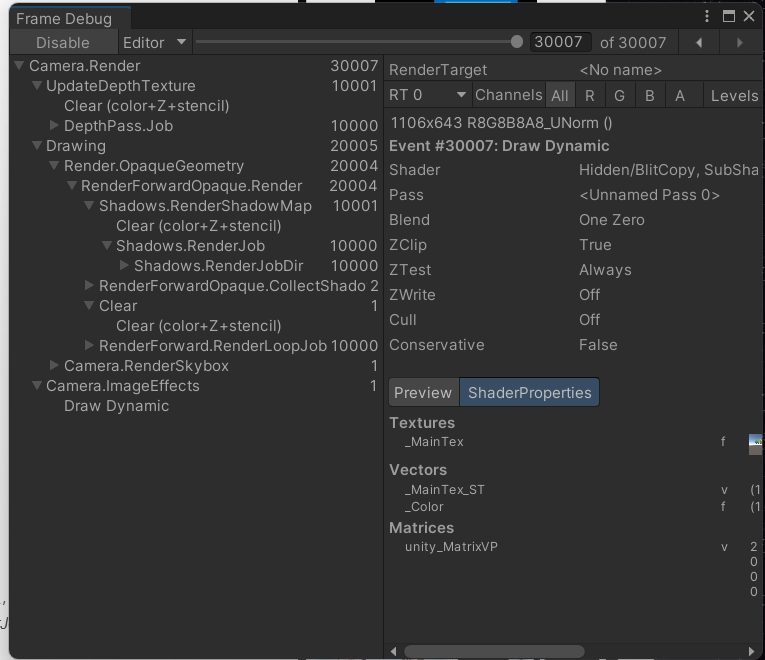 Frame Debug
Disable Editor 30007 of 30007
Camera.Render 30007
UpdateDepthTexture 10001
Clear (color+Z+stencil)
DepthPass.Job 10000
Drawing 20005
Render.OpaqueGeometry 20004
RenderForwardOpaque.Render 20004
Shadows.RenderShadowMap 10001
Clear (color+Z+stencil)
Shadows.RenderJob 10000
Shadows.RenderJobDir 10000
RenderForwardOpaque.CollectShado 2
Clear 1
Clear (color+Z+stencil)
RenderForward.RenderLoopJob 10000
Camera.RenderSkybox 1
Camera.ImageEffects 1
Draw Dynamic
RenderTarget <No name>
RT 0 Channels All R G B A Levels
1106x643 R8G8B8A8_UNorm ()
Event #30007: Draw Dynamic
Shader Hidden/BlitCopy, SubSha
Pass <Unnamed Pass 0>
Blend One Zero
ZClip True
ZTest Always
ZWrite Off
Cull Off
Conservative False
Preview ShaderProperties
Textures
_MainTex f
Vectors
_MainTex_ST v (1
_Color f (1
Matrices
unity_MatrixVP v 2
0
0
0